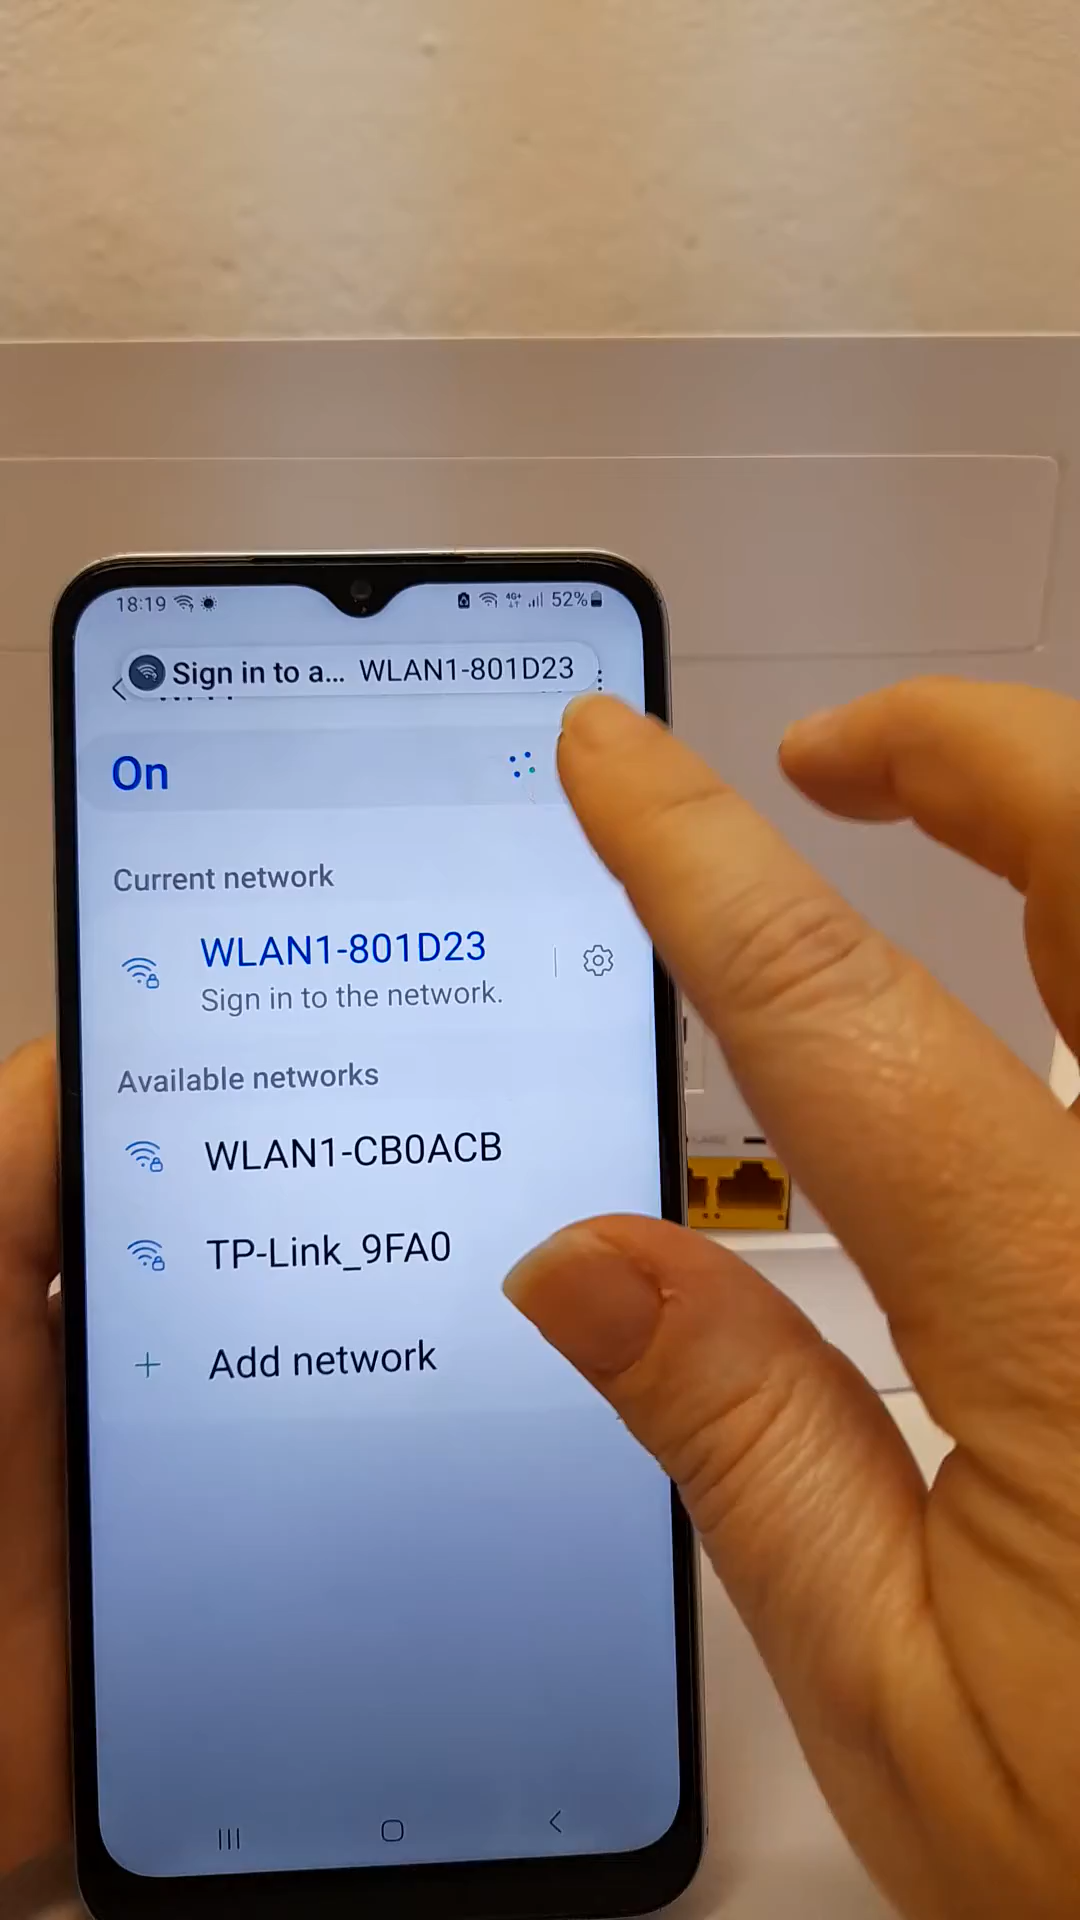 18:19 4G+ 52%
Sign in to a... WLAN1-801D23
On
Current network
WLAN1-801D23
Sign in to the network.
Available networks
WLAN1-CB0ACB
TP-Link_9FA0
+ Add network